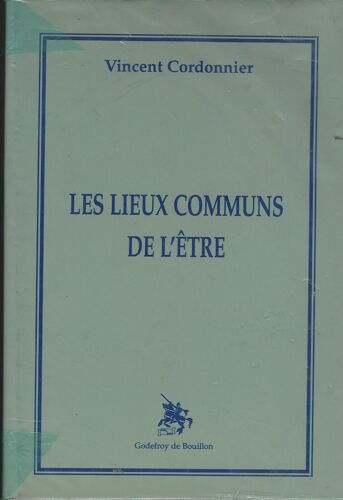 Vincent Cordonnier
LES LIEUX COMMUNS
DE L'ÊTRE
Godefroy de Bouillon